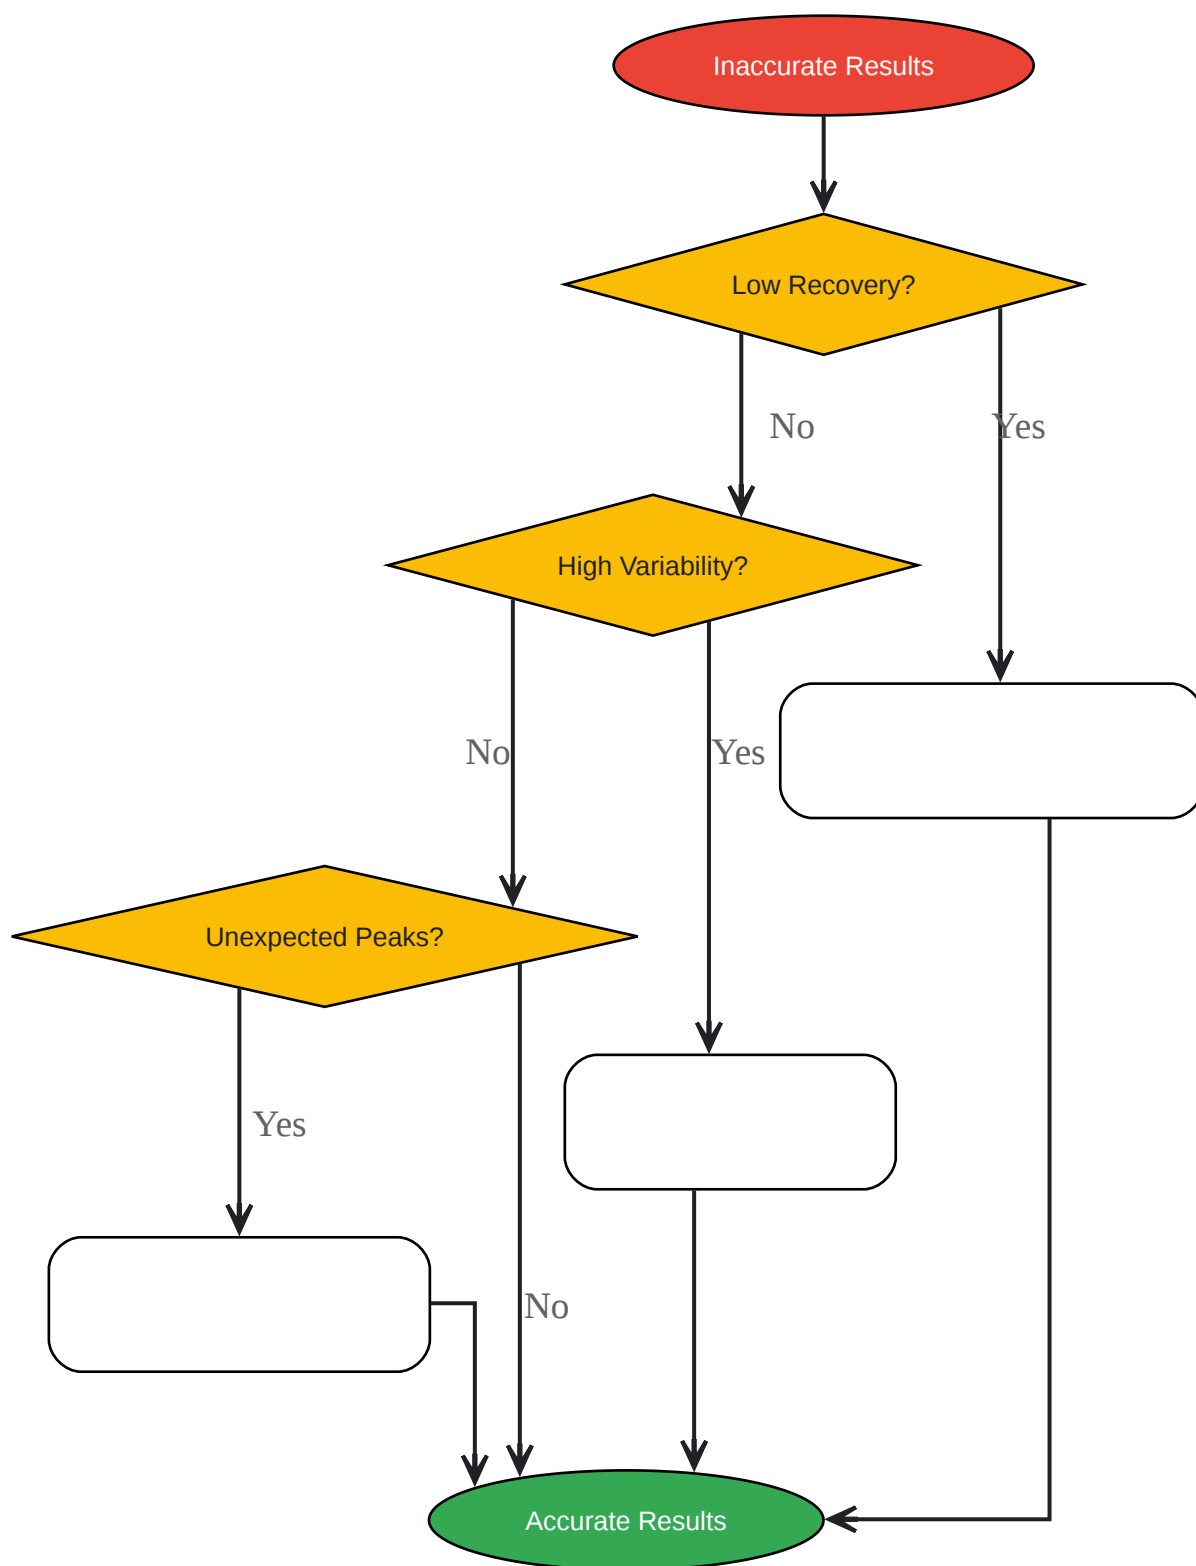 Inaccurate Results
Low Recovery?
No
Yes
High Variability?
No
Yes
Unexpected Peaks?
Yes
No
Accurate Results